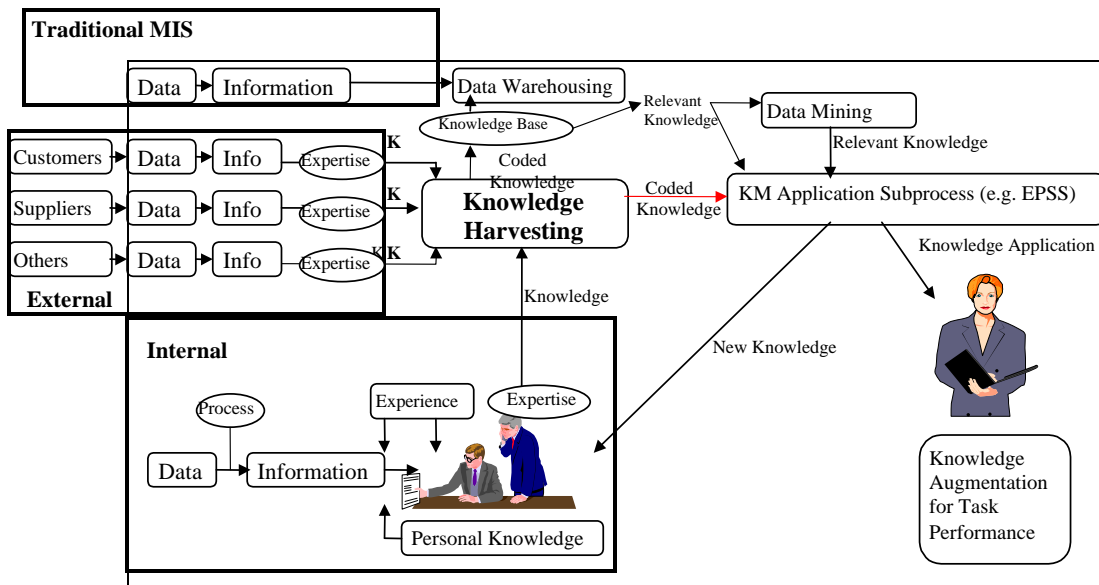 Traditional MIS
Data
Information
Data Warehousing
Knowledge Base
Relevant
Knowledge
Data Mining
Relevant Knowledge
Customers
Data
Info
Expertise
K
Coded
Knowledge
Suppliers
Data
Info
Expertise
K
Knowledge
Harvesting
Coded
Knowledge
KM Application Subprocess (e.g. EPSS)
Others
Data
Info
Expertise
K
K
External
Knowledge
Knowledge Application
Internal
New Knowledge
Process
Experience
Expertise
Data
Information
Personal Knowledge
Knowledge
Augmentation
for Task
Performance